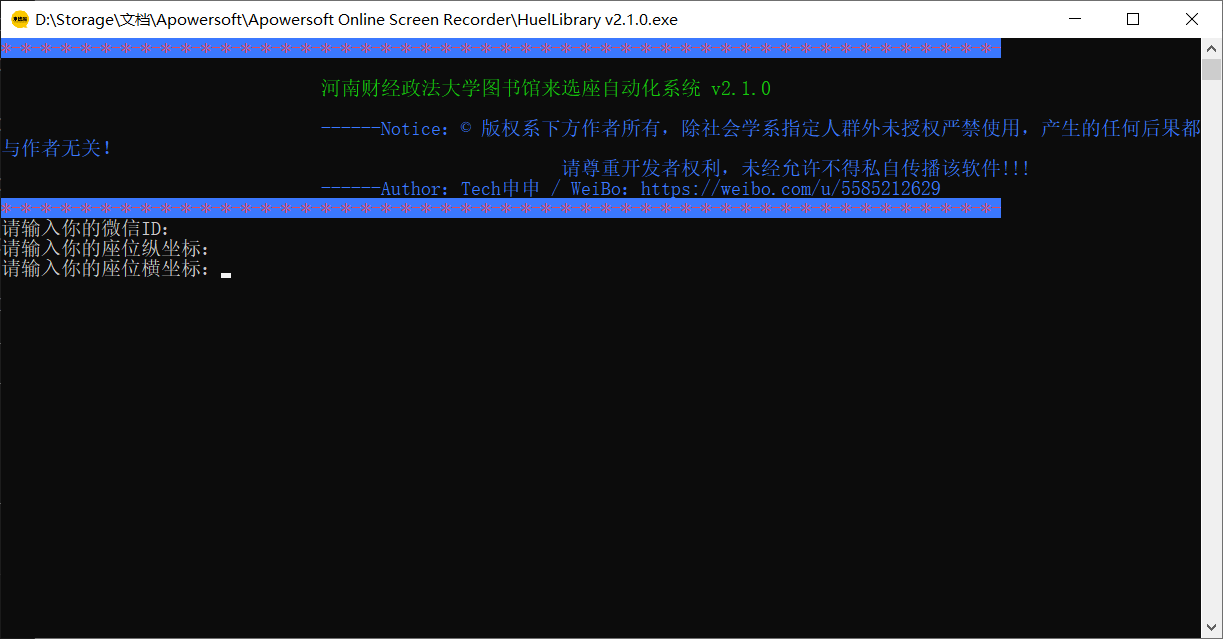 D:\Storage\文档\Apowersoft\Apowersoft Online Screen Recorder\HuelLibrary v2.1.0.exe
* * * * * * * * * * * * * * * * * * * * * * * * * * * * * * * * * * * * * * * * * * * * * * * * * *
河南财经政法大学图书馆来选座自动化系统 v2.1.0
------Notice: © 版权系下方作者所有，除社会学系指定人群外未授权严禁使用，产生的任何后果都
与作者无关!
请尊重开发者权利，未经允许不得私自传播该软件!!!
------Author: Tech申申 / WeiBo: https://weibo.com/u/5585212629
* * * * * * * * * * * * * * * * * * * * * * * * * * * * * * * * * * * * * * * * * * * * * * * * * *
请输入你的微信ID:
请输入你的座位纵坐标:
请输入你的座位横坐标: